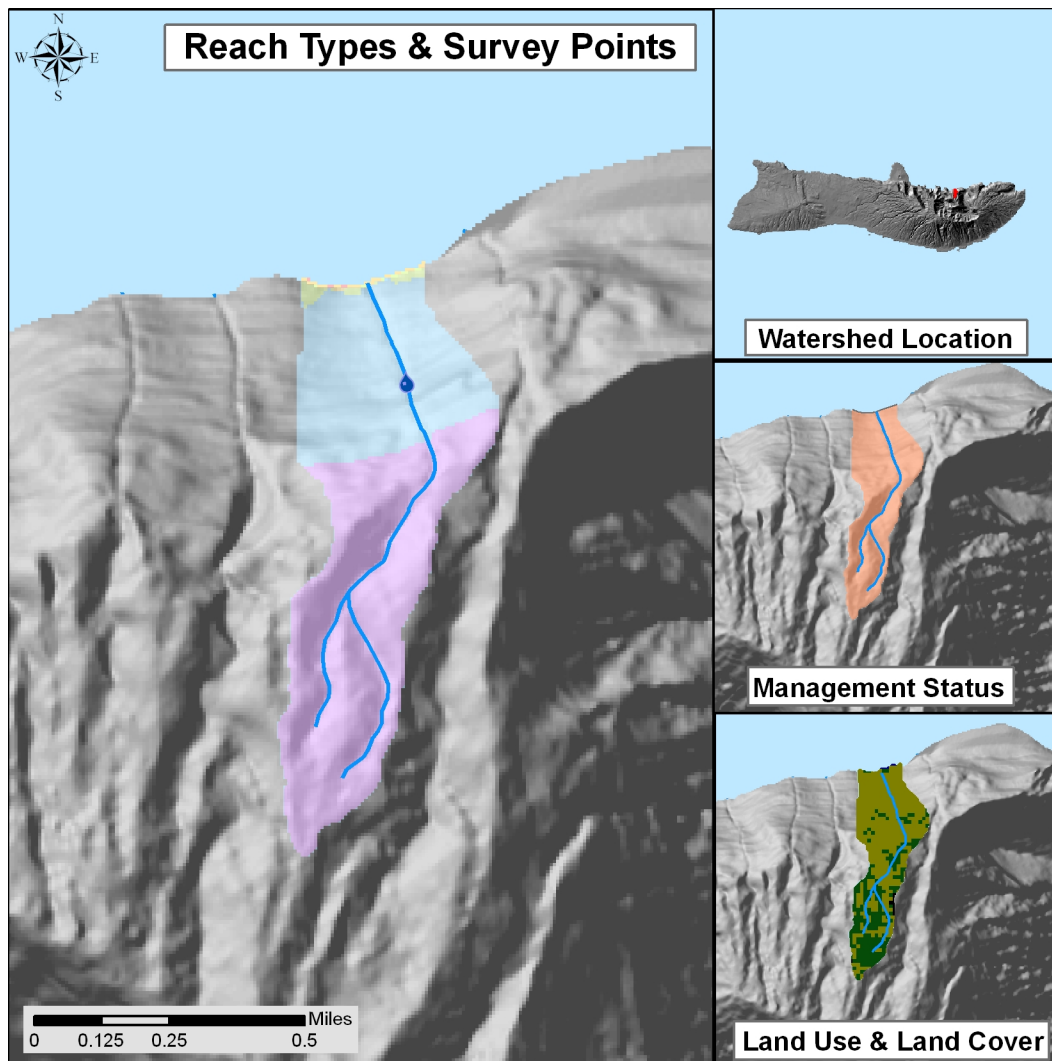 N
W E
S
Reach Types & Survey Points
Watershed Location
Management Status
Land Use & Land Cover
Miles
0 0.125 0.25 0.5